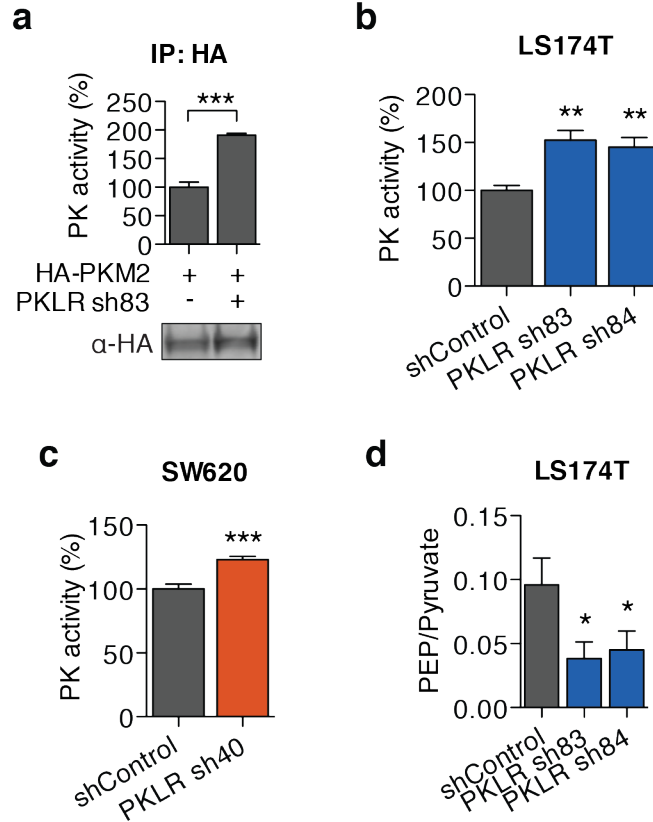 a
IP: HA
PK activity (%)
250
200
150
100
50
0
***
HA-PKM2 + +
PKLR sh83 - +
α-HA
b
LS174T
PK activity (%)
200
150
100
50
0
**
**
shControl
PKLR sh83
PKLR sh84
c
SW620
PK activity (%)
150
100
50
0
***
shControl
PKLR sh40
d
LS174T
PEP/Pyruvate
0.15
0.10
0.05
0.00
*
*
shControl
PKLR sh83
PKLR sh84